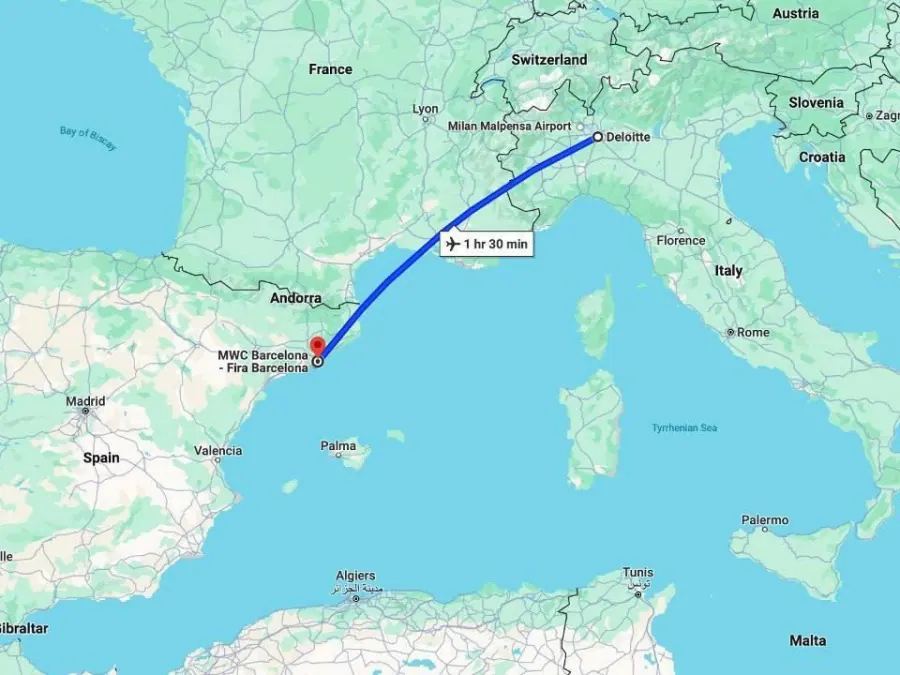 Austria
France
Switzerland
Slovenia
Lyon
Zagr
Milan Malpensa Airport
Deloitte
Bay of Biscay
Croatia
1 hr 30 min
Florence
Italy
Andorra
Rome
MWC Barcelona
- Fira Barcelona
Madrid
Tyrrhenian Sea
Palma
Valencia
Spain
Palermo
lle
Algiers
مدينة الجزائر
Tunis
تونس
Gibraltar
Malta